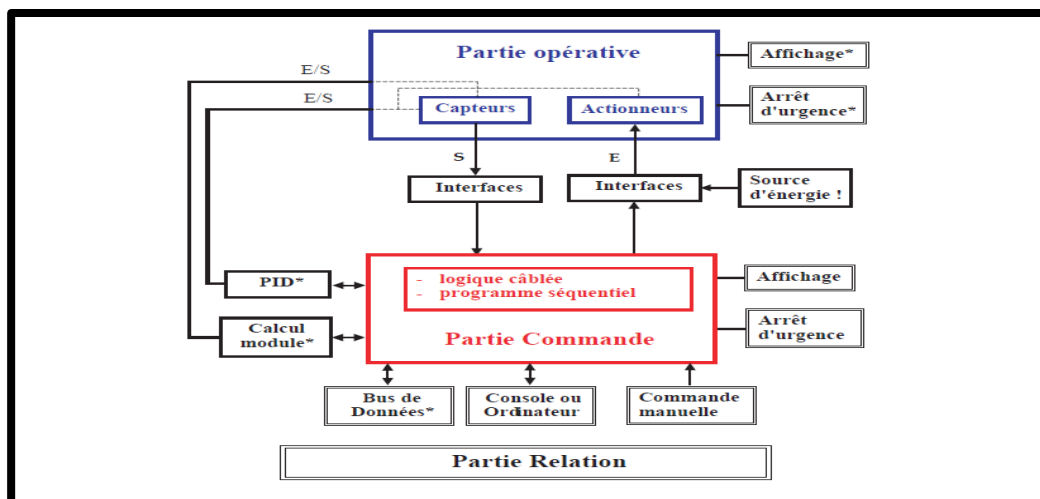 Partie opérative
Affichage*
E/S
E/S
Capteurs
Actionneurs
Arrêt
d'urgence*
S
E
Interfaces
Interfaces
Source
d'énergie !
PID*
- logique câblée
- programme séquentiel
Affichage
Calcul
module*
Partie Commande
Arrêt
d'urgence
Bus de
Données*
Console ou
Ordinateur
Commande
manuelle
Partie Relation